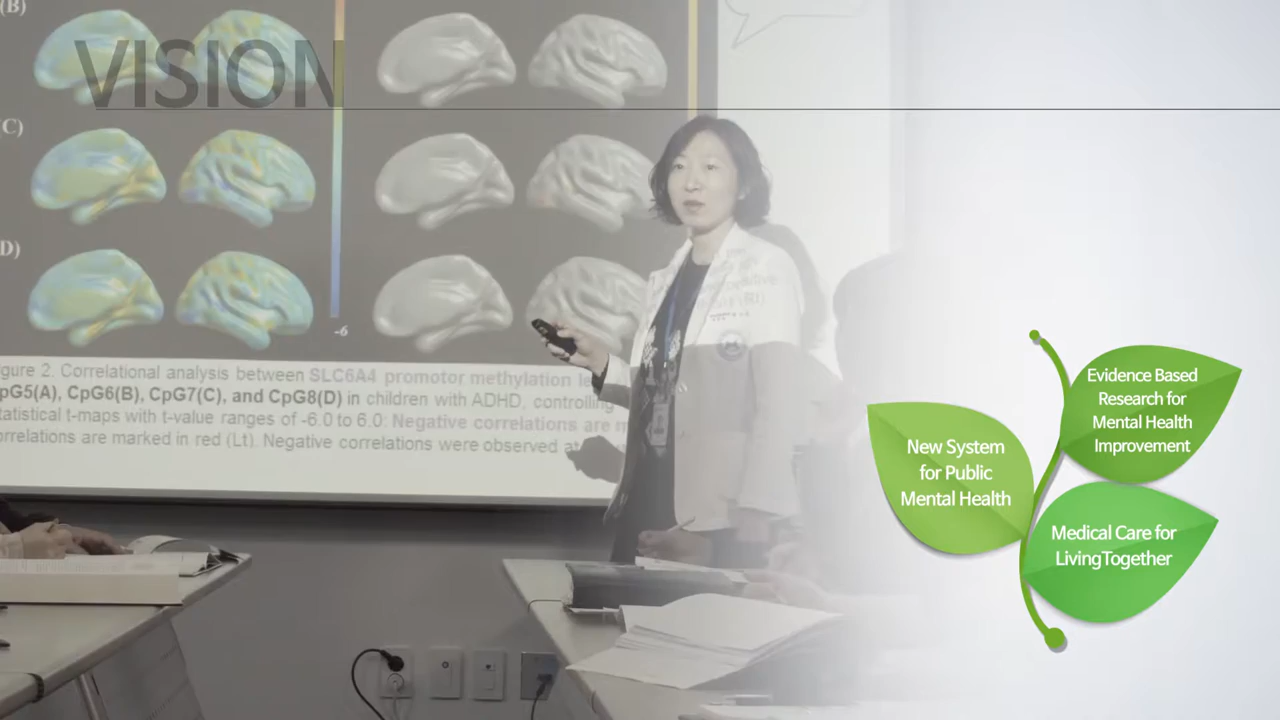 (B)
VISION
(C)
D)
-6
gure 2. Correlational analysis between SLC6A4 promotor methylation
pG5(A), CpG6(B), CpG7(C), and CpG8(D) in children with ADHD, controlling
tatistical t-maps with t-value ranges of -6.0 to 6.0: Negative correlations are
orrelations are marked in red (Lt). Negative correlations were observed at
Evidence Based
Research for
Mental Health
Improvement
New System
for Public
Mental Health
Medical Care for
LivingTogether